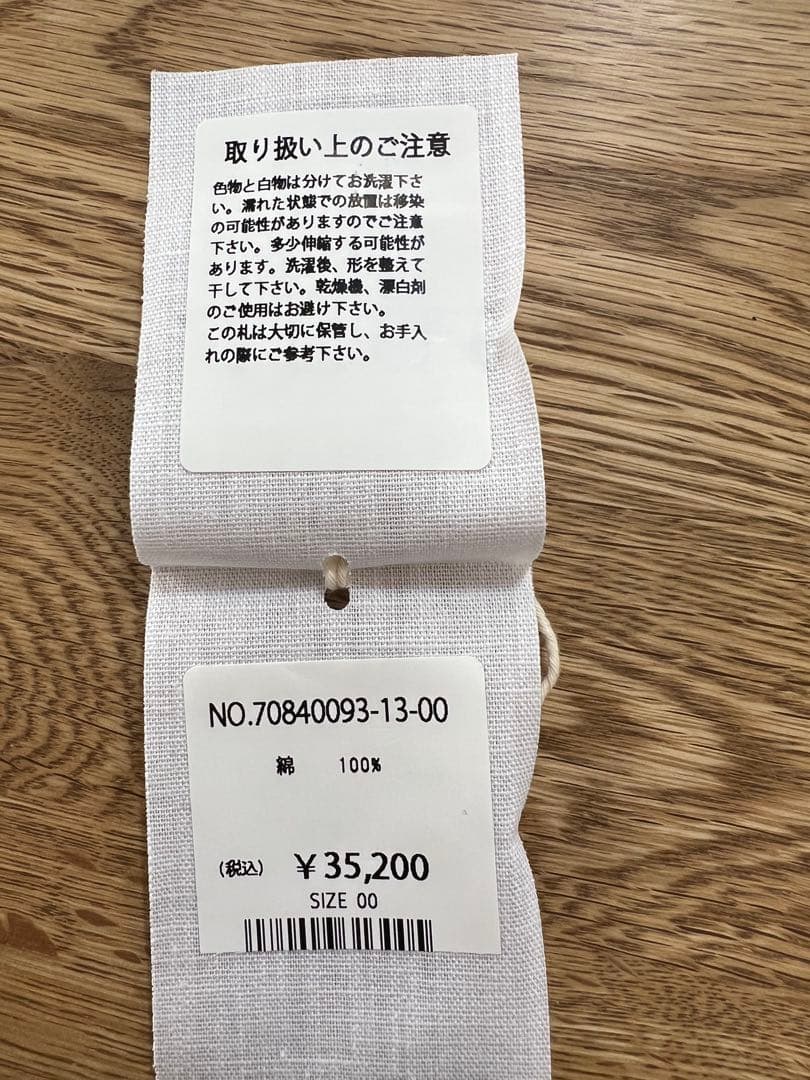 取り扱い上のご注意
色物と白物は分けてお洗濯下さ
い。濡れた状態での放置は移染
の可能性がありますのでご注意
下さい。多少伸縮する可能性が
あります。洗濯後、形を整えて
干して下さい。乾燥機、漂白剤
のご使用はお避け下さい。
この札は大切に保管し、お手入
れの際にご参考下さい。
NO.70840093-13-00
綿 100%
(税込) ¥35,200
SIZE 00